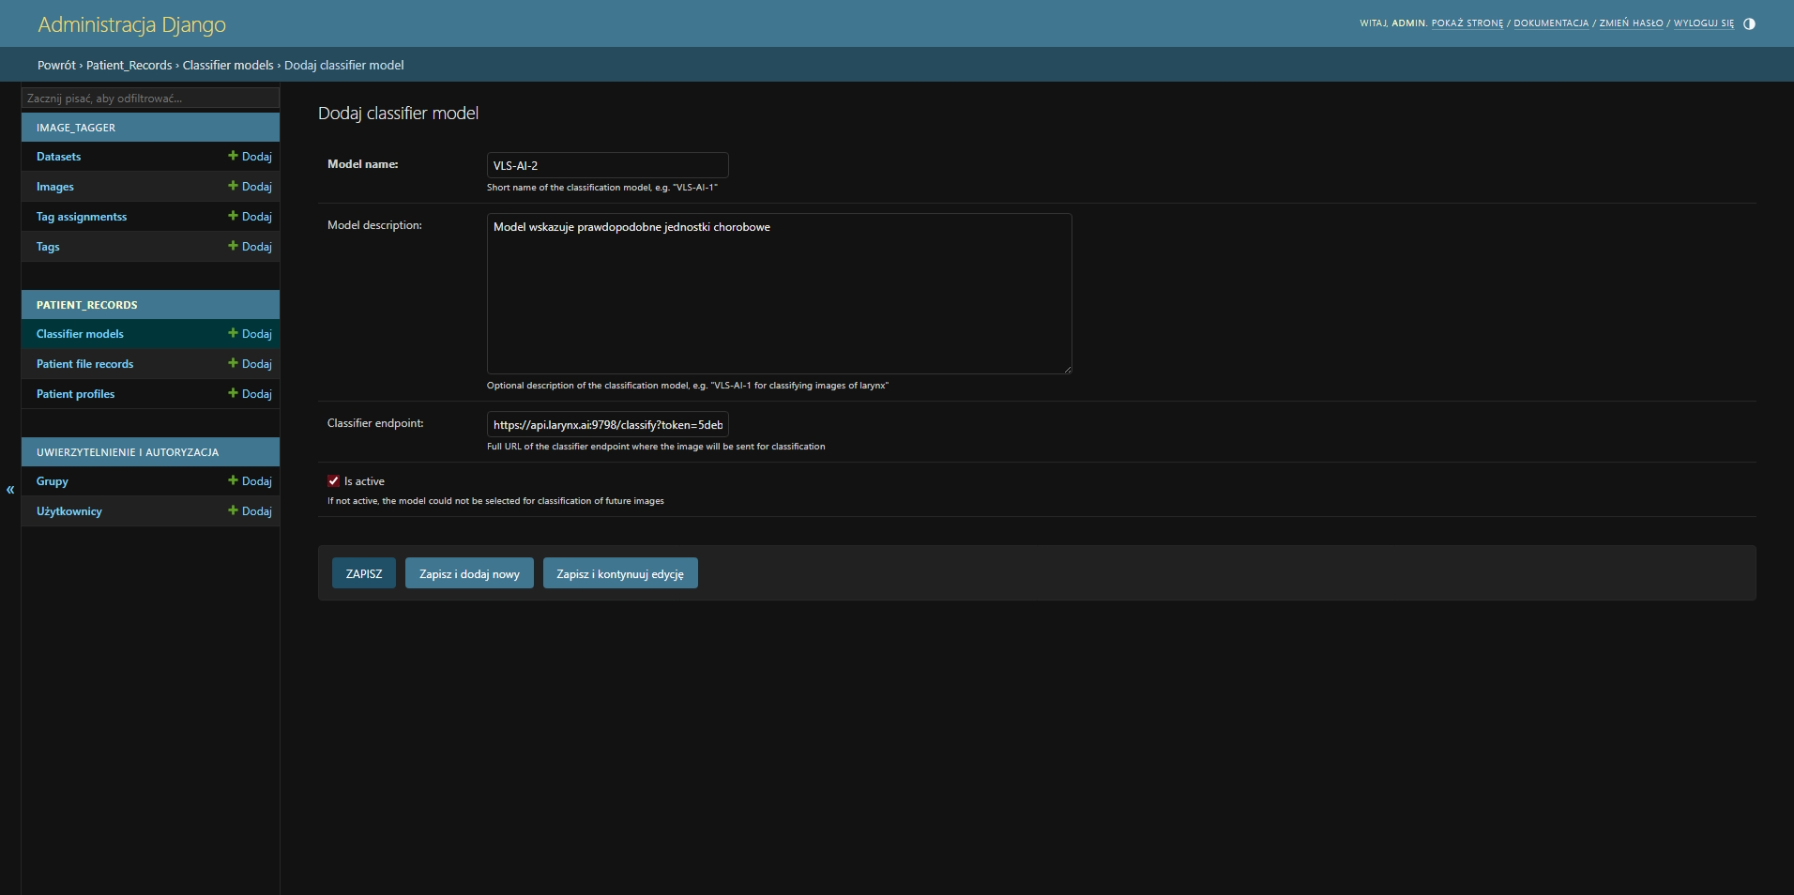 Administracja Django
WITAJ, ADMIN. POKAŻ STRONĘ / DOKUMENTACJA / ZMIEŃ HASŁO / WYLOGUJ SIĘ
Powrót › Patient_Records › Classifier models › Dodaj classifier model
Zacznij pisać, aby odfiltrować...
IMAGE_TAGGER
Datasets + Dodaj
Images + Dodaj
Tag assignmentss + Dodaj
Tags + Dodaj
PATIENT_RECORDS
Classifier models + Dodaj
Patient file records + Dodaj
Patient profiles + Dodaj
UWIERZYTELNIENIE I AUTORYZACJA
Grupy + Dodaj
Użytkownicy + Dodaj
«
Dodaj classifier model
Model name: VLS-AI-2
Short name of the classification model, e.g. "VLS-AI-1"
Model description: Model wskazuje prawdopodobne jednostki chorobowe
Optional description of the classification model, e.g. "VLS-AI-1 for classifying images of larynx"
Classifier endpoint: https://api.larynx.ai:9798/classify?token=5deb
Full URL of the classifier endpoint where the image will be sent for classification
Is active
If not active, the model could not be selected for classification of future images
ZAPISZ Zapisz i dodaj nowy Zapisz i kontynuuj edycję